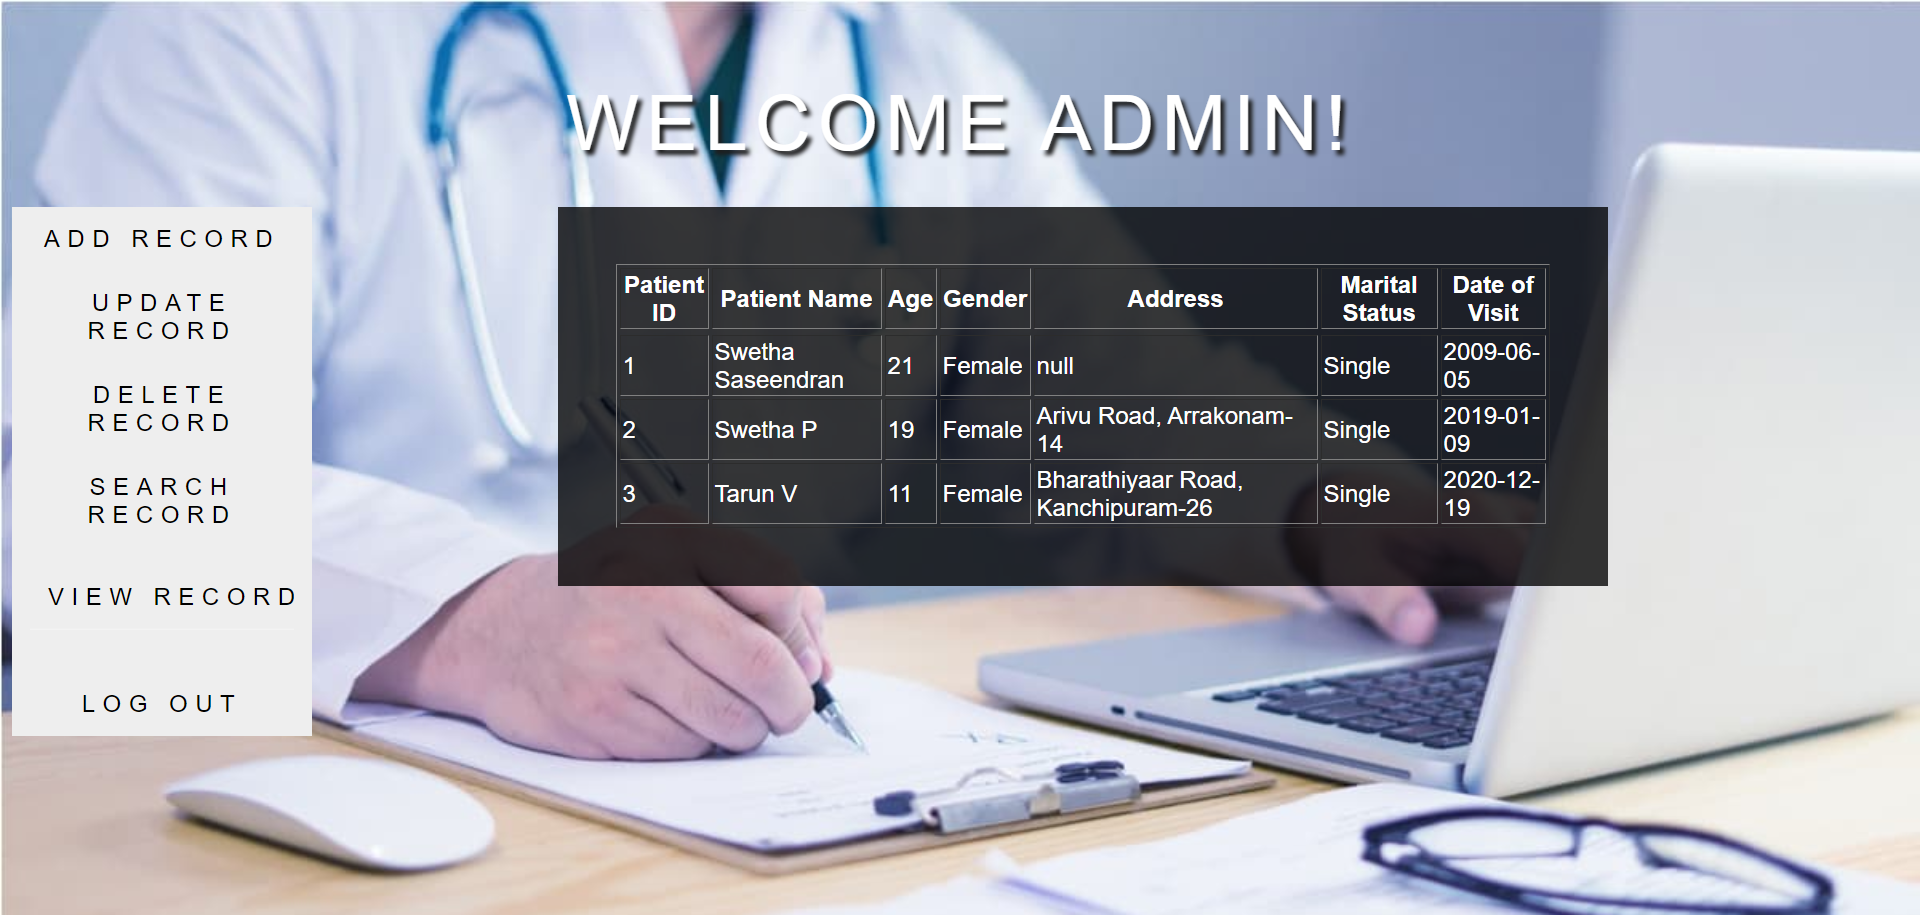 WELCOME ADMIN!
ADD RECORD
UPDATE
RECORD
DELETE
RECORD
SEARCH
RECORD
VIEW RECORD
LOG OUT
Patient ID Patient Name Age Gender Address Marital Status Date of Visit
1 Swetha Saseendran 21 Female null Single 2009-06-05
2 Swetha P 19 Female Arivu Road, Arrakonam-14 Single 2019-01-09
3 Tarun V 11 Female Bharathiyaar Road, Kanchipuram-26 Single 2020-12-19